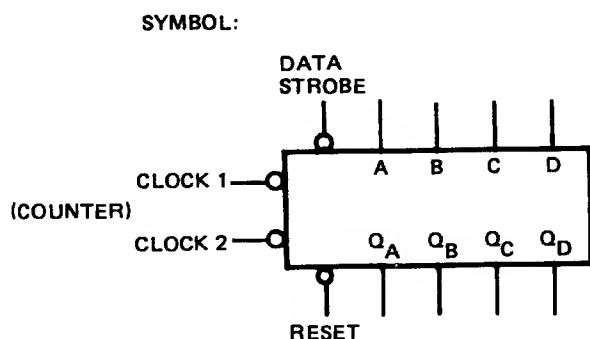 SYMBOL:
DATA
STROBE
A B C D
CLOCK 1
(COUNTER)
CLOCK 2
QA QB QC QD
RESET